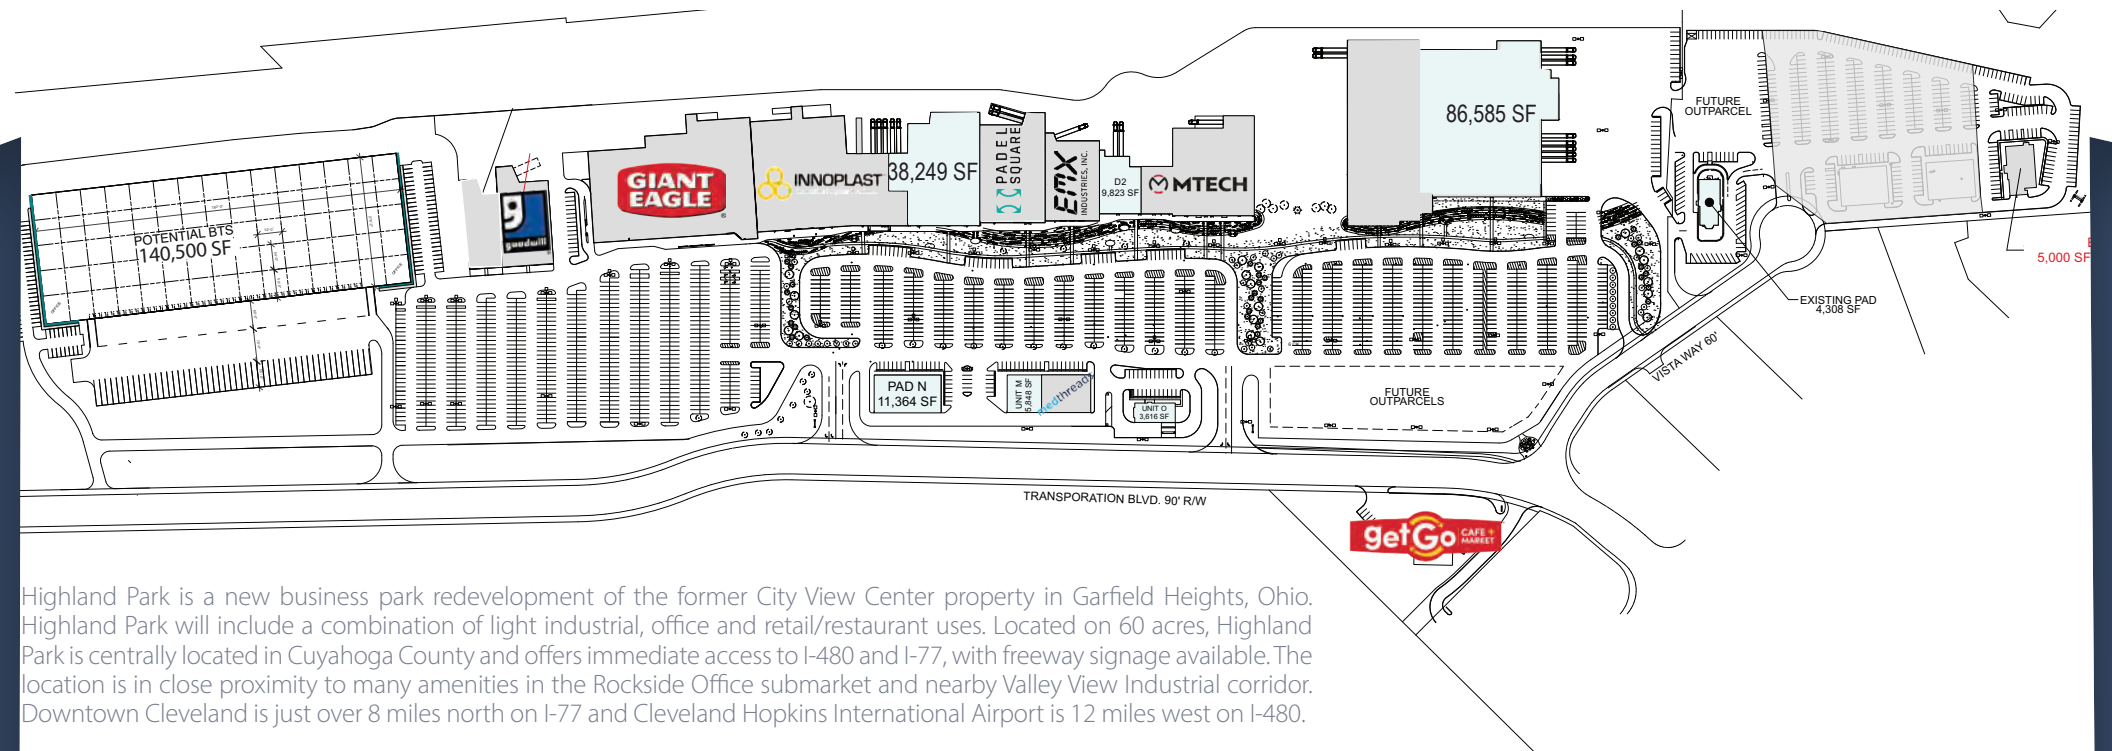 POTENTIAL BTS
140,500 SF
g
goodwill
GIANT
EAGLE
INNOPLAST
38,249 SF
PADEL
SQUARE
EMX
INDUSTRIES, INC.
D2
9,823 SF
MTECH
86,585 SF
FUTURE
OUTPARCEL
5,000 SF
EXISTING PAD
4,308 SF
VISTA WAY 60'
PAD N
11,364 SF
UNIT M
5,848 SF
medthreads
UNIT O
3,616 SF
FUTURE
OUTPARCELS
TRANSPORATION BLVD. 90' R/W
getGo
CAFE +
MARKET
OFFICE
OFFICE
Highland Park is a new business park redevelopment of the former City View Center property in Garfield Heights, Ohio.
Highland Park will include a combination of light industrial, office and retail/restaurant uses. Located on 60 acres, Highland
Park is centrally located in Cuyahoga County and offers immediate access to I-480 and I-77, with freeway signage available. The
location is in close proximity to many amenities in the Rockside Office submarket and nearby Valley View Industrial corridor.
Downtown Cleveland is just over 8 miles north on I-77 and Cleveland Hopkins International Airport is 12 miles west on I-480.